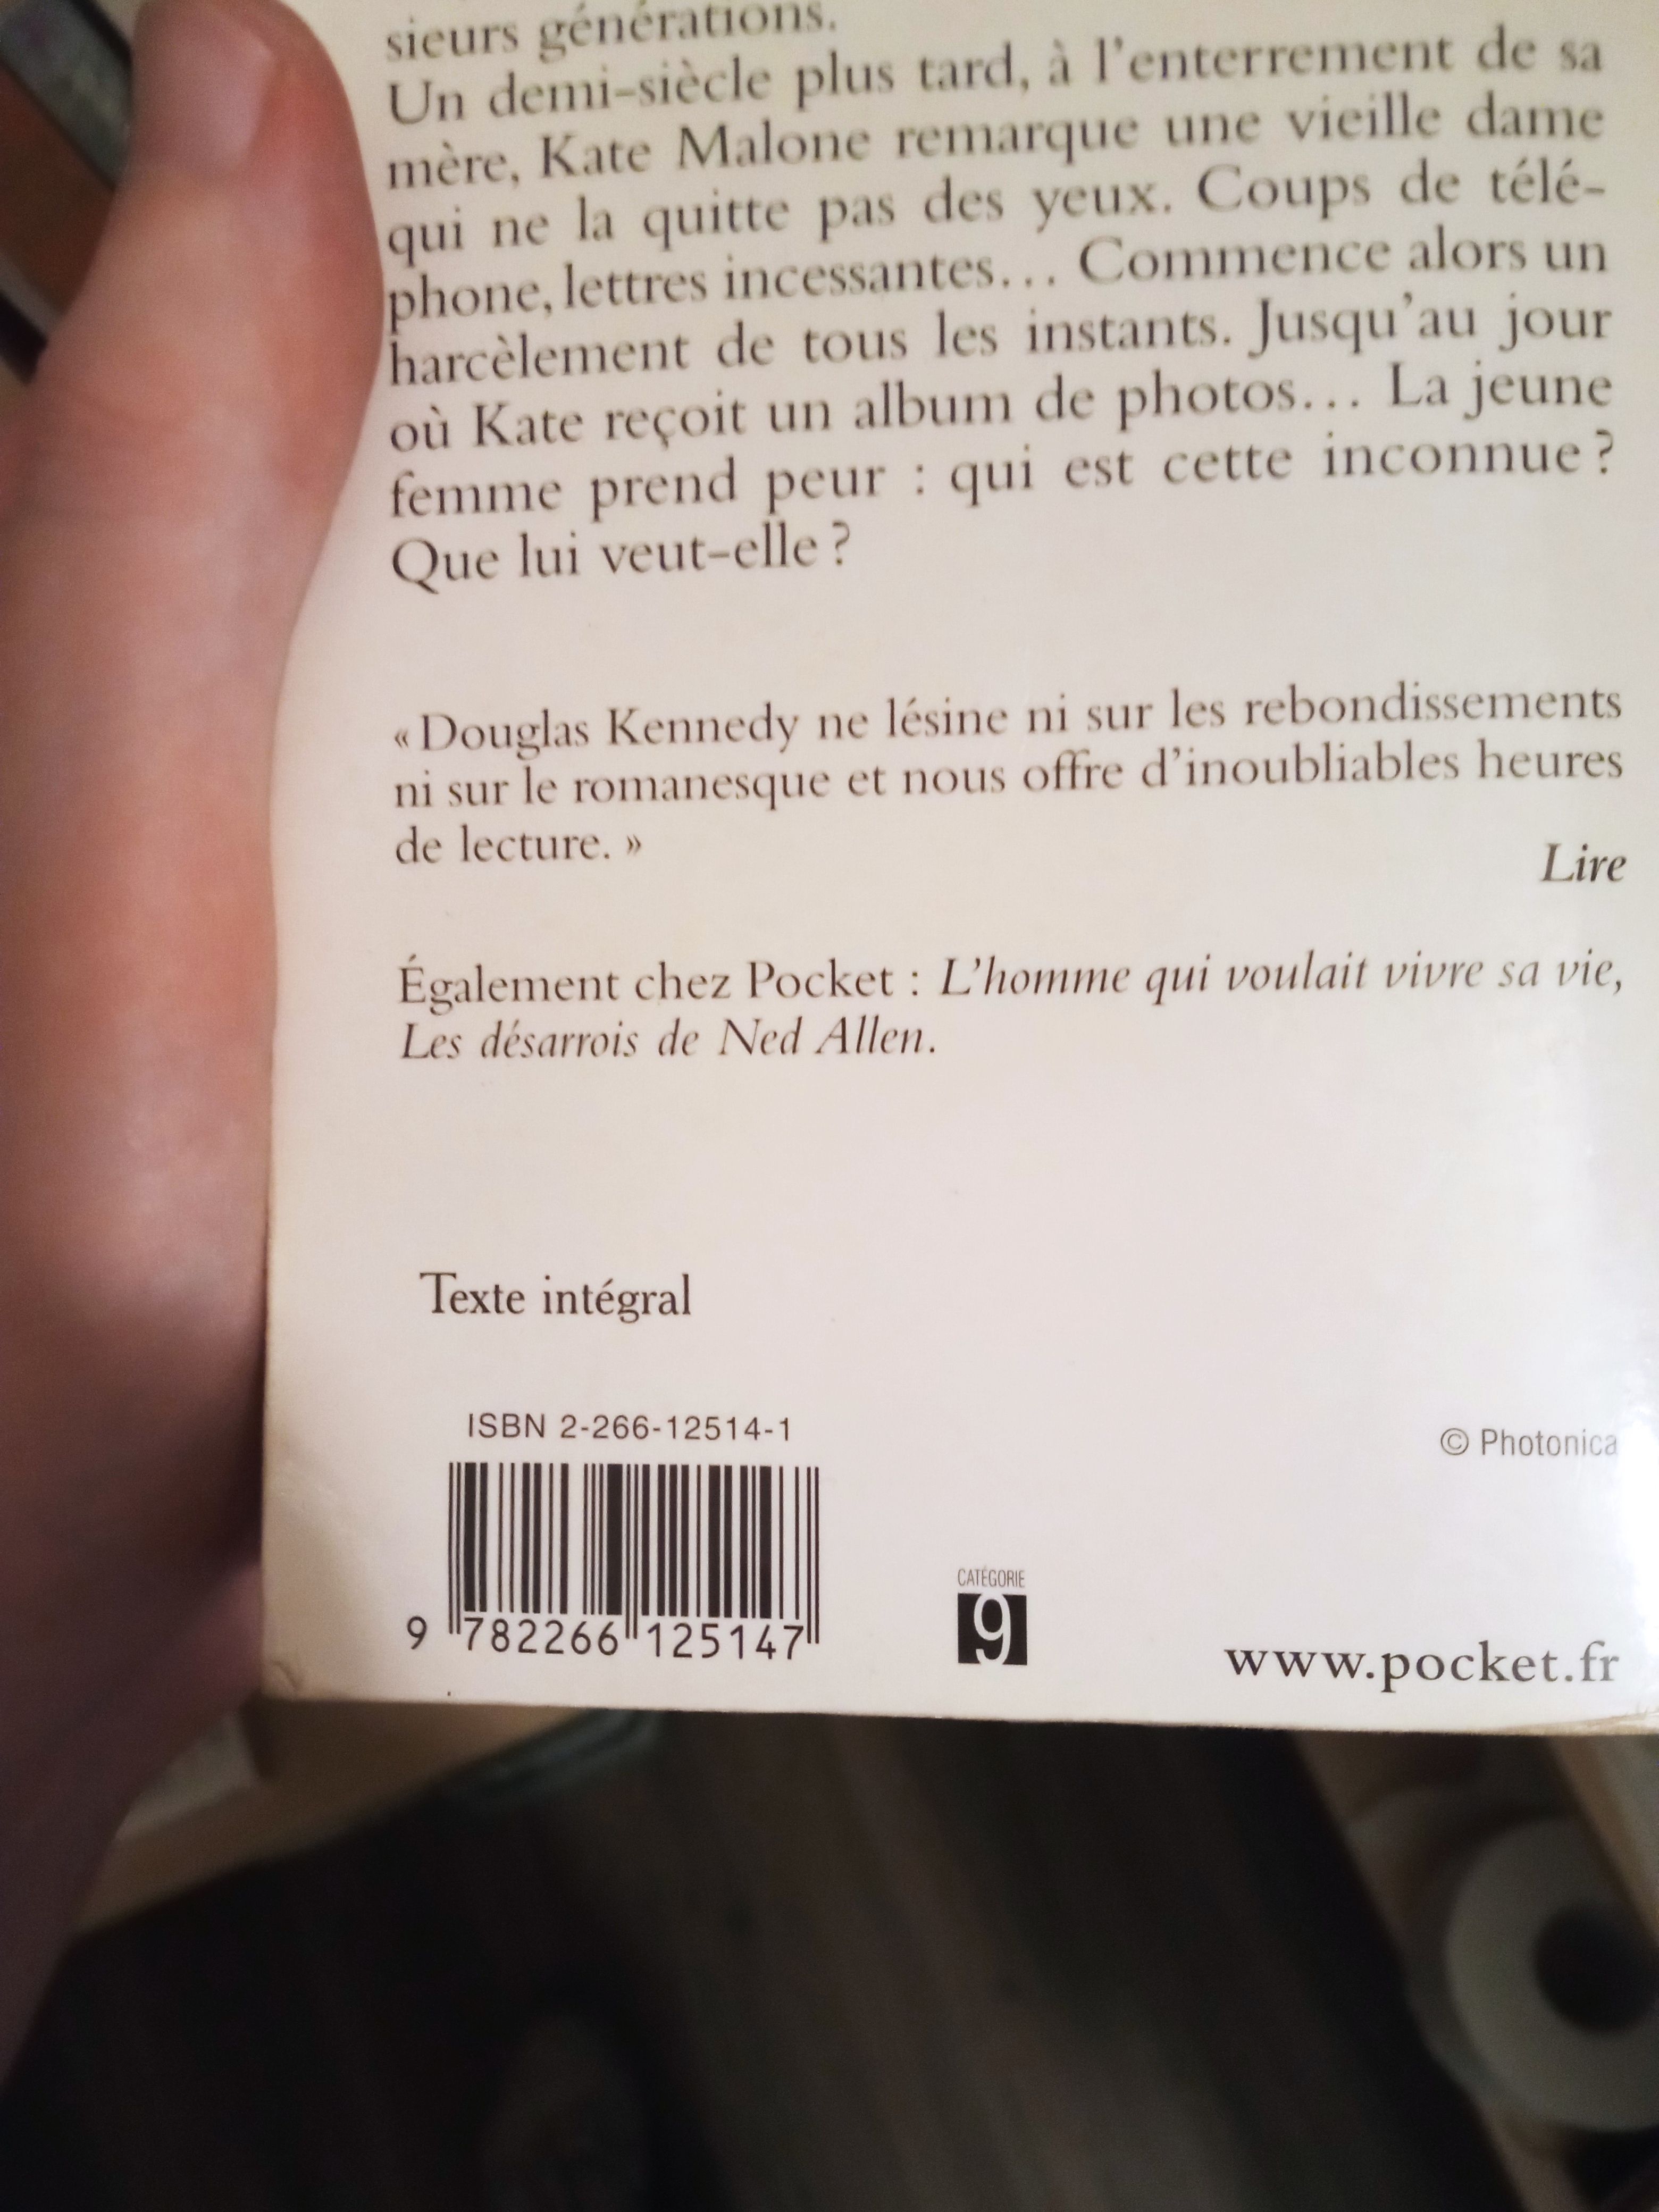 sieurs générations.
Un demi-siècle plus tard, à l'enterrement de sa
mère, Kate Malone remarque une vieille dame
qui ne la quitte pas des yeux. Coups de télé-
phone, lettres incessantes... Commence alors un
harcèlement de tous les instants. Jusqu'au jour
où Kate reçoit un album de photos... La jeune
femme prend peur : qui est cette inconnue ?
Que lui veut-elle ?
« Douglas Kennedy ne lésine ni sur les rebondissements
ni sur le romanesque et nous offre d'inoubliables heures
de lecture. »
Lire
Également chez Pocket : L'homme qui voulait vivre sa vie,
Les désarrois de Ned Allen.
Texte intégral
ISBN 2-266-12514-1
© Photonica
9 782266 125147
CATÉGORIE
9
www.pocket.fr